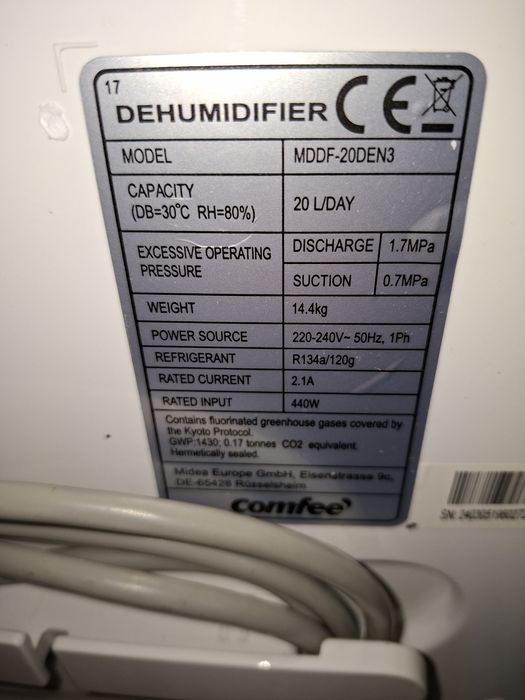 17
DEHUMIDIFIER CE
MODEL MDDF-20DEN3
CAPACITY
(DB=30°C RH=80%) 20 L/DAY
EXCESSIVE OPERATING
PRESSURE
DISCHARGE 1.7MPa
SUCTION 0.7MPa
WEIGHT 14.4kg
POWER SOURCE 220-240V~ 50Hz, 1Ph
REFRIGERANT R134a/120g
RATED CURRENT 2.1A
RATED INPUT 440W
Contains fluorinated greenhouse gases covered by
the Kyoto Protocol.
GWP:1430; 0.17 tonnes CO2 equivalent.
Hermetically sealed.
Midea Europe GmbH, Eisenstrasse 9c,
DE-65428 Rüsselsheim
comfee'
SN: